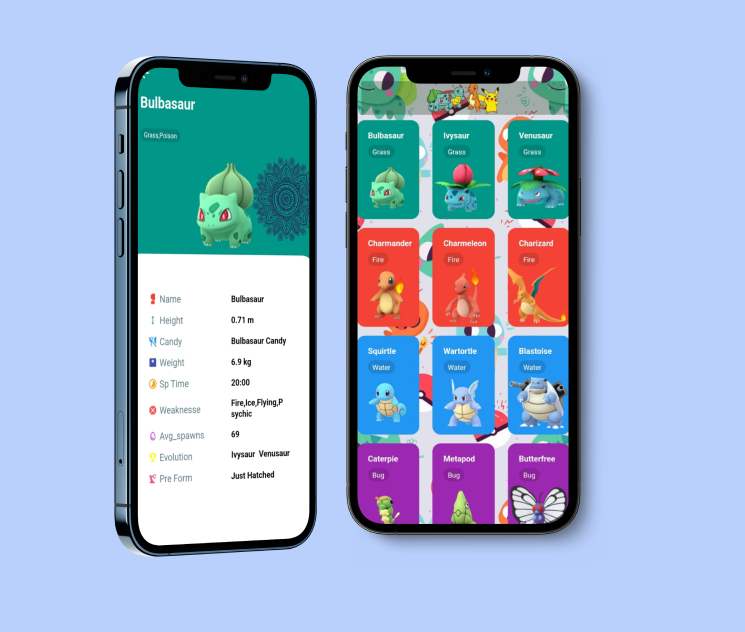 Bulbasaur
Grass,Poison
Name Bulbasaur
Height 0.71 m
Candy Bulbasaur Candy
Weight 6.9 kg
Sp Time 20:00
Weaknesse Fire,Ice,Flying,P
sychic
Avg_spawns 69
Evolution Ivysaur Venusaur
Pre Form Just Hatched
Bulbasaur Ivysaur Venusaur
Grass Grass Grass
Charmander Charmeleon Charizard
Fire Fire Fire
Squirtle Wartortle Blastoise
Water Water Water
Caterpie Metapod Butterfree
Bug Bug Bug